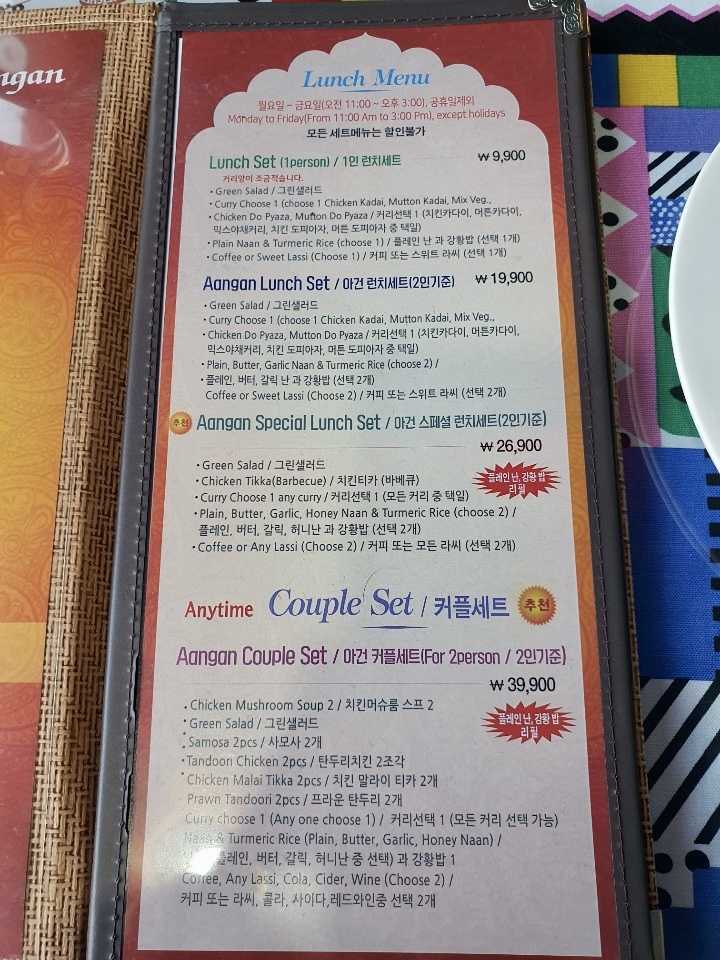 ngan
Lunch Menu
월요일 ~ 금요일(오전 11:00 ~ 오후 3:00), 공휴일제외
Monday to Friday(From 11:00 Am to 3:00 Pm), except holidays
모든 세트메뉴는 할인불가
Lunch Set (1person) / 1인 런치세트 ₩ 9,900
커리양이 조금적습니다.
• Green Salad / 그린샐러드
• Curry Choose 1 (choose 1 Chicken Kadai, Mutton Kadai, Mix Veg.,
• Chicken Do Pyaza, Mutton Do Pyaza / 커리선택 1 (치킨카다이, 머튼카다이,
믹스야채커리, 치킨 도피아자, 머튼 도피아자 중 택일)
• Plain Naan & Turmeric Rice (choose 1) / 플레인 난 과 강황밥 (선택 1개)
• Coffee or Sweet Lassi (Choose 1) / 커피 또는 스위트 라씨 (선택 1개)
Aangan Lunch Set / 아건 런치세트(2인기준) ₩ 19,900
• Green Salad / 그린샐러드
• Curry Choose 1 (choose 1 Chicken Kadai, Mutton Kadai, Mix Veg.,
• Chicken Do Pyaza, Mutton Do Pyaza / 커리선택 1 (치킨카다이, 머튼카다이,
믹스야채커리, 치킨 도피아자, 머튼 도피아자 중 택일)
• Plain, Butter, Garlic Naan & Turmeric Rice (choose 2) /
• 플레인, 버터, 갈릭 난 과 강황밥 (선택 2개)
Coffee or Sweet Lassi (Choose 2) / 커피 또는 스위트 라씨 (선택 2개)
추천 Aangan Special Lunch Set / 아건 스페셜 런치세트(2인기준)
₩ 26,900
플레인 난, 강황 밥
리필
• Green Salad / 그린샐러드
• Chicken Tikka(Barbecue) / 치킨티카 (바베큐)
• Curry Choose 1 any curry / 커리선택 1 (모든 커리 중 택일)
• Plain, Butter, Garlic, Honey Naan & Turmeric Rice (choose 2) /
플레인, 버터, 갈릭, 허니난 과 강황밥 (선택 2개)
• Coffee or Any Lassi (Choose 2) / 커피 또는 모든 라씨 (선택 2개)
Anytime Couple Set / 커플세트 추천
Aangan Couple Set / 아건 커플세트(For 2person / 2인기준)
₩ 39,900
플레인 난, 강황 밥
리필
• Chicken Mushroom Soup 2 / 치킨머슈룸 스프 2
• Green Salad / 그린샐러드
• Samosa 2pcs / 사모사 2개
• Tandoori Chicken 2pcs / 탄두리치킨 2조각
• Chicken Malai Tikka 2pcs / 치킨 말라이 티카 2개
Prawn Tandoori 2pcs / 프라운 탄두리 2개
Curry choose 1 (Any one choose 1) / 커리선택 1 (모든 커리 선택 가능)
Naan & Turmeric Rice (Plain, Butter, Garlic, Honey Naan) /
플레인, 버터, 갈릭, 허니난 중 선택) 과 강황밥 1
Coffee, Any Lassi, Cola, Cider, Wine (Choose 2) /
커피 또는 라씨, 콜라, 사이다,레드와인중 선택 2개